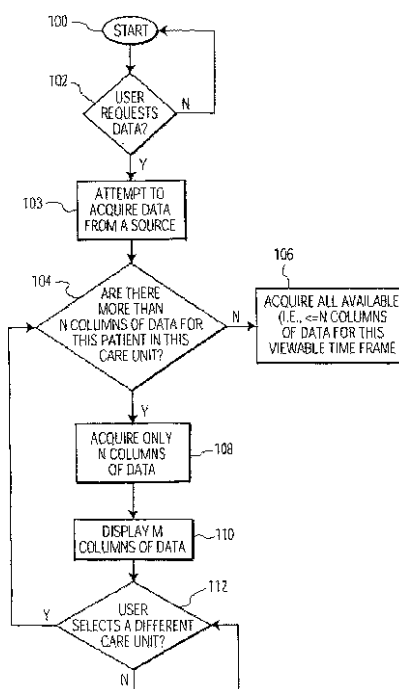 100
START
102
USER
REQUESTS
DATA?
N
Y
103
ATTEMPT TO
ACQUIRE DATA
FROM A SOURCE
104
ARE THERE
MORE THAN
N COLUMNS OF DATA FOR
THIS PATIENT IN THIS
CARE UNIT?
N
106
ACQUIRE ALL AVAILABLE
(I.E., <=N COLUMNS
OF DATA FOR THIS
VIEWABLE TIME FRAME
Y
ACQUIRE ONLY
N COLUMNS
OF DATA
108
DISPLAY M
COLUMNS OF DATA
110
112
USER
SELECTS A DIFFERENT
CARE UNIT?
Y
N